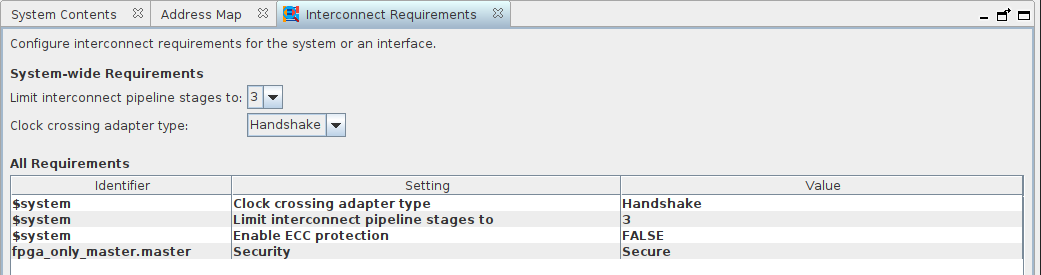 System Contents Address Map Interconnect Requirements
Configure interconnect requirements for the system or an interface.
System-wide Requirements
Limit interconnect pipeline stages to: 3
Clock crossing adapter type: Handshake
All Requirements
Identifier Setting Value
$system Clock crossing adapter type Handshake
$system Limit interconnect pipeline stages to 3
$system Enable ECC protection FALSE
fpga_only_master.master Security Secure